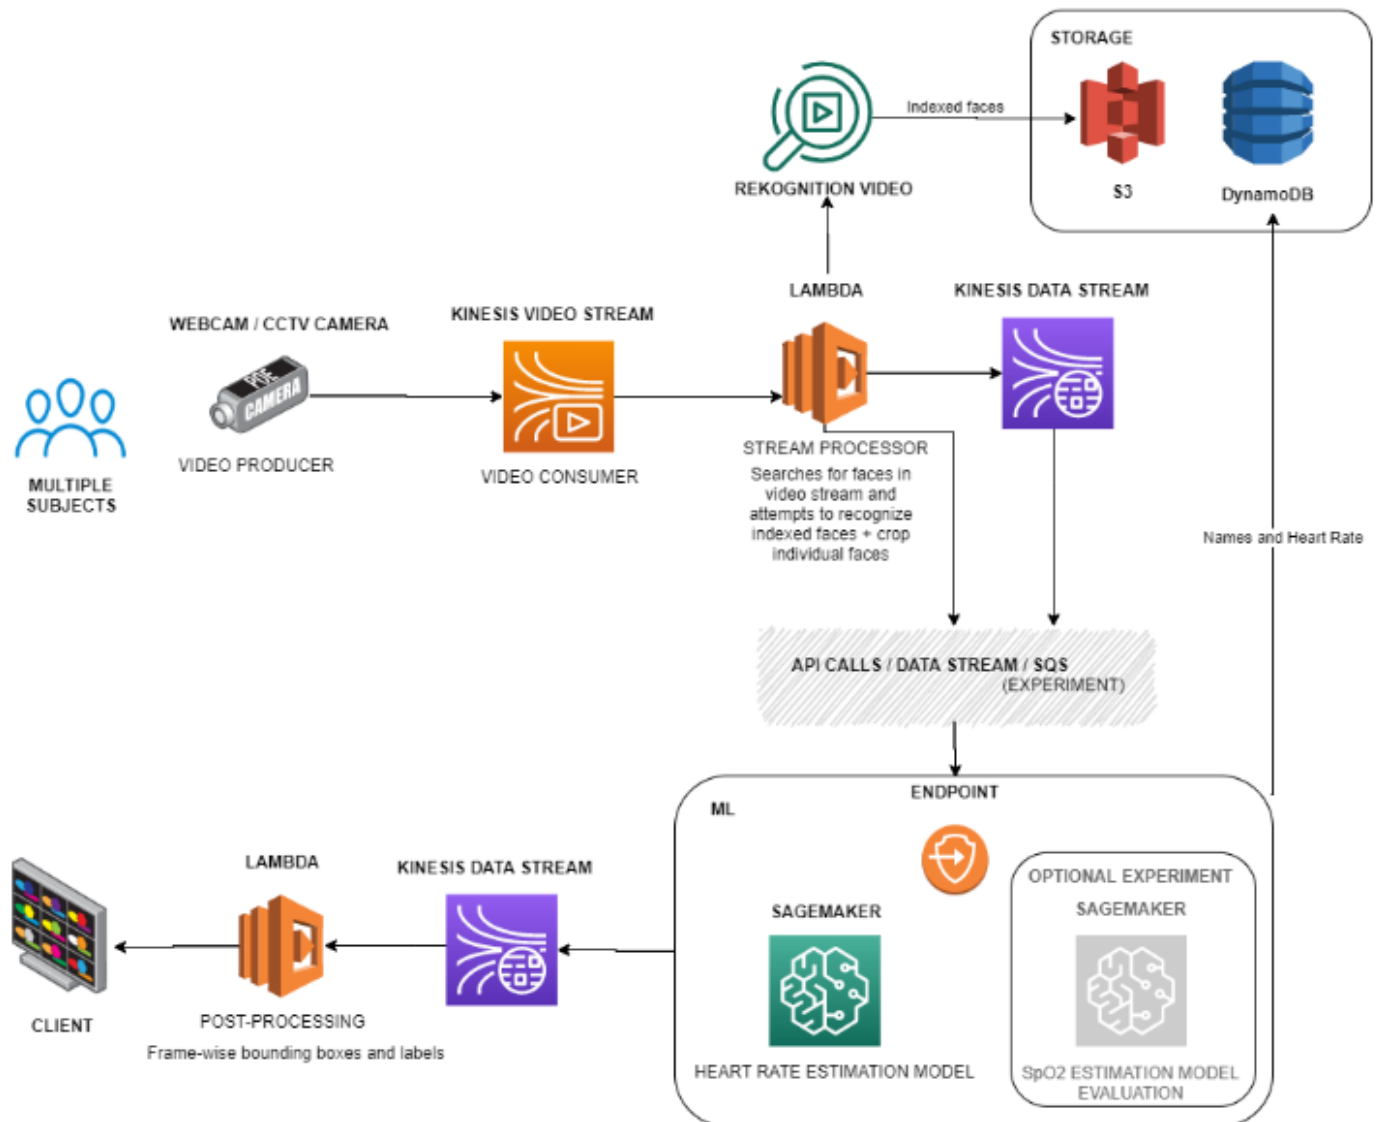 STORAGE
Indexed faces
REKOGNITION VIDEO
S3
DynamoDB
LAMBDA
KINESIS DATA STREAM
KINESIS VIDEO STREAM
WEBCAM / CCTV CAMERA
POE
CAMERA
VIDEO PRODUCER
VIDEO CONSUMER
MULTIPLE
SUBJECTS
STREAM PROCESSOR
Searches for faces in
video stream and
attempts to recognize
indexed faces + crop
individual faces
Names and Heart Rate
API CALLS / DATA STREAM / SQS
(EXPERIMENT)
ML
ENDPOINT
OPTIONAL EXPERIMENT
SAGEMAKER
SpO2 ESTIMATION MODEL
EVALUATION
SAGEMAKER
HEART RATE ESTIMATION MODEL
KINESIS DATA STREAM
LAMBDA
POST-PROCESSING
Frame-wise bounding boxes and labels
CLIENT